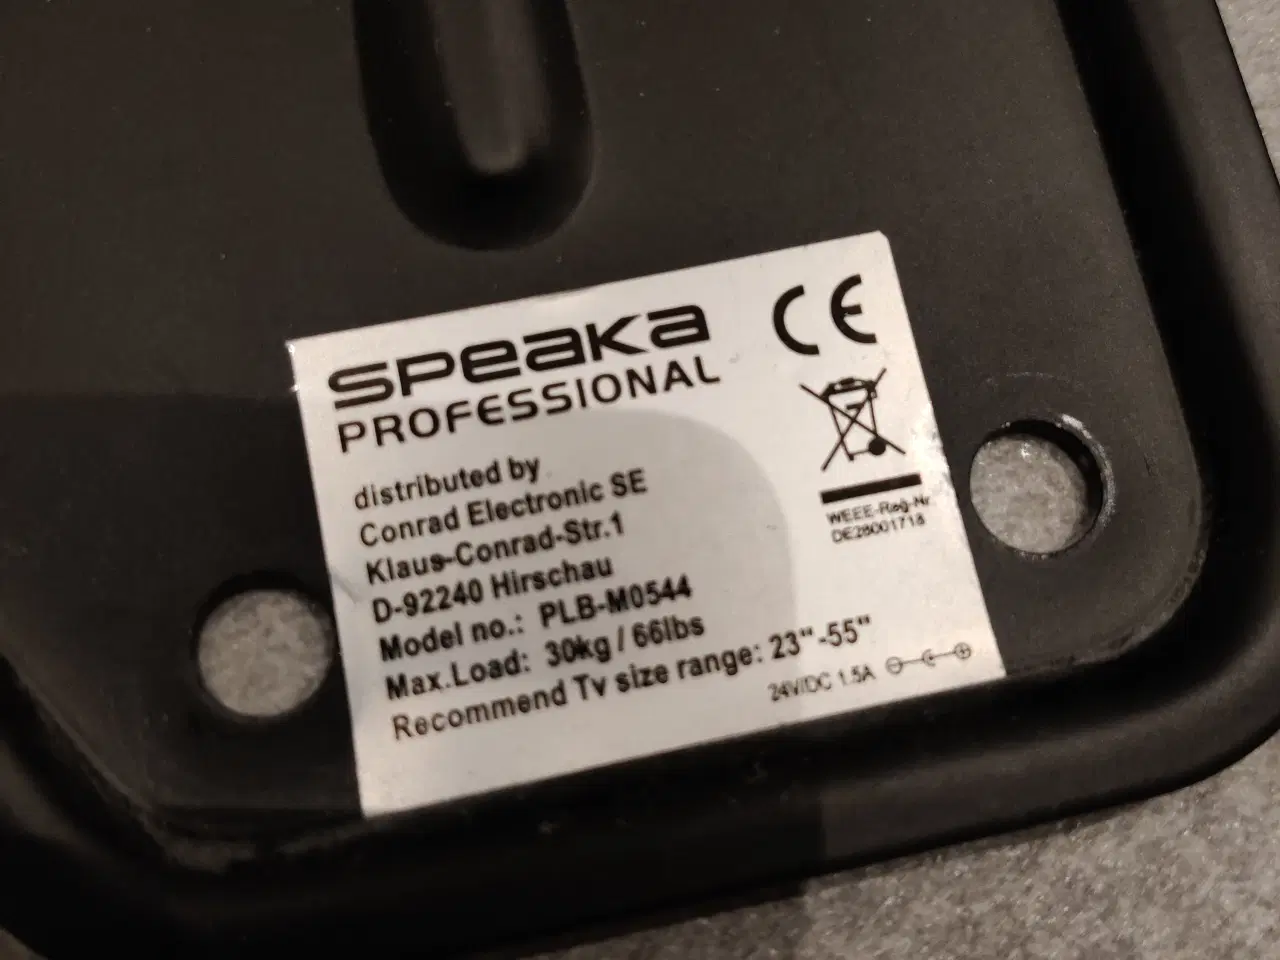 SPEAKA
PROFESSIONAL
CE
distributed by
Conrad Electronic SE
Klaus-Conrad-Str.1
D-92240 Hirschau
Model no.: PLB-M0544
Max.Load: 30kg / 66lbs
Recommend Tv size range: 23"-55"
WEEE-Reg-Nr.
DE28001718
24V/DC 1.5A